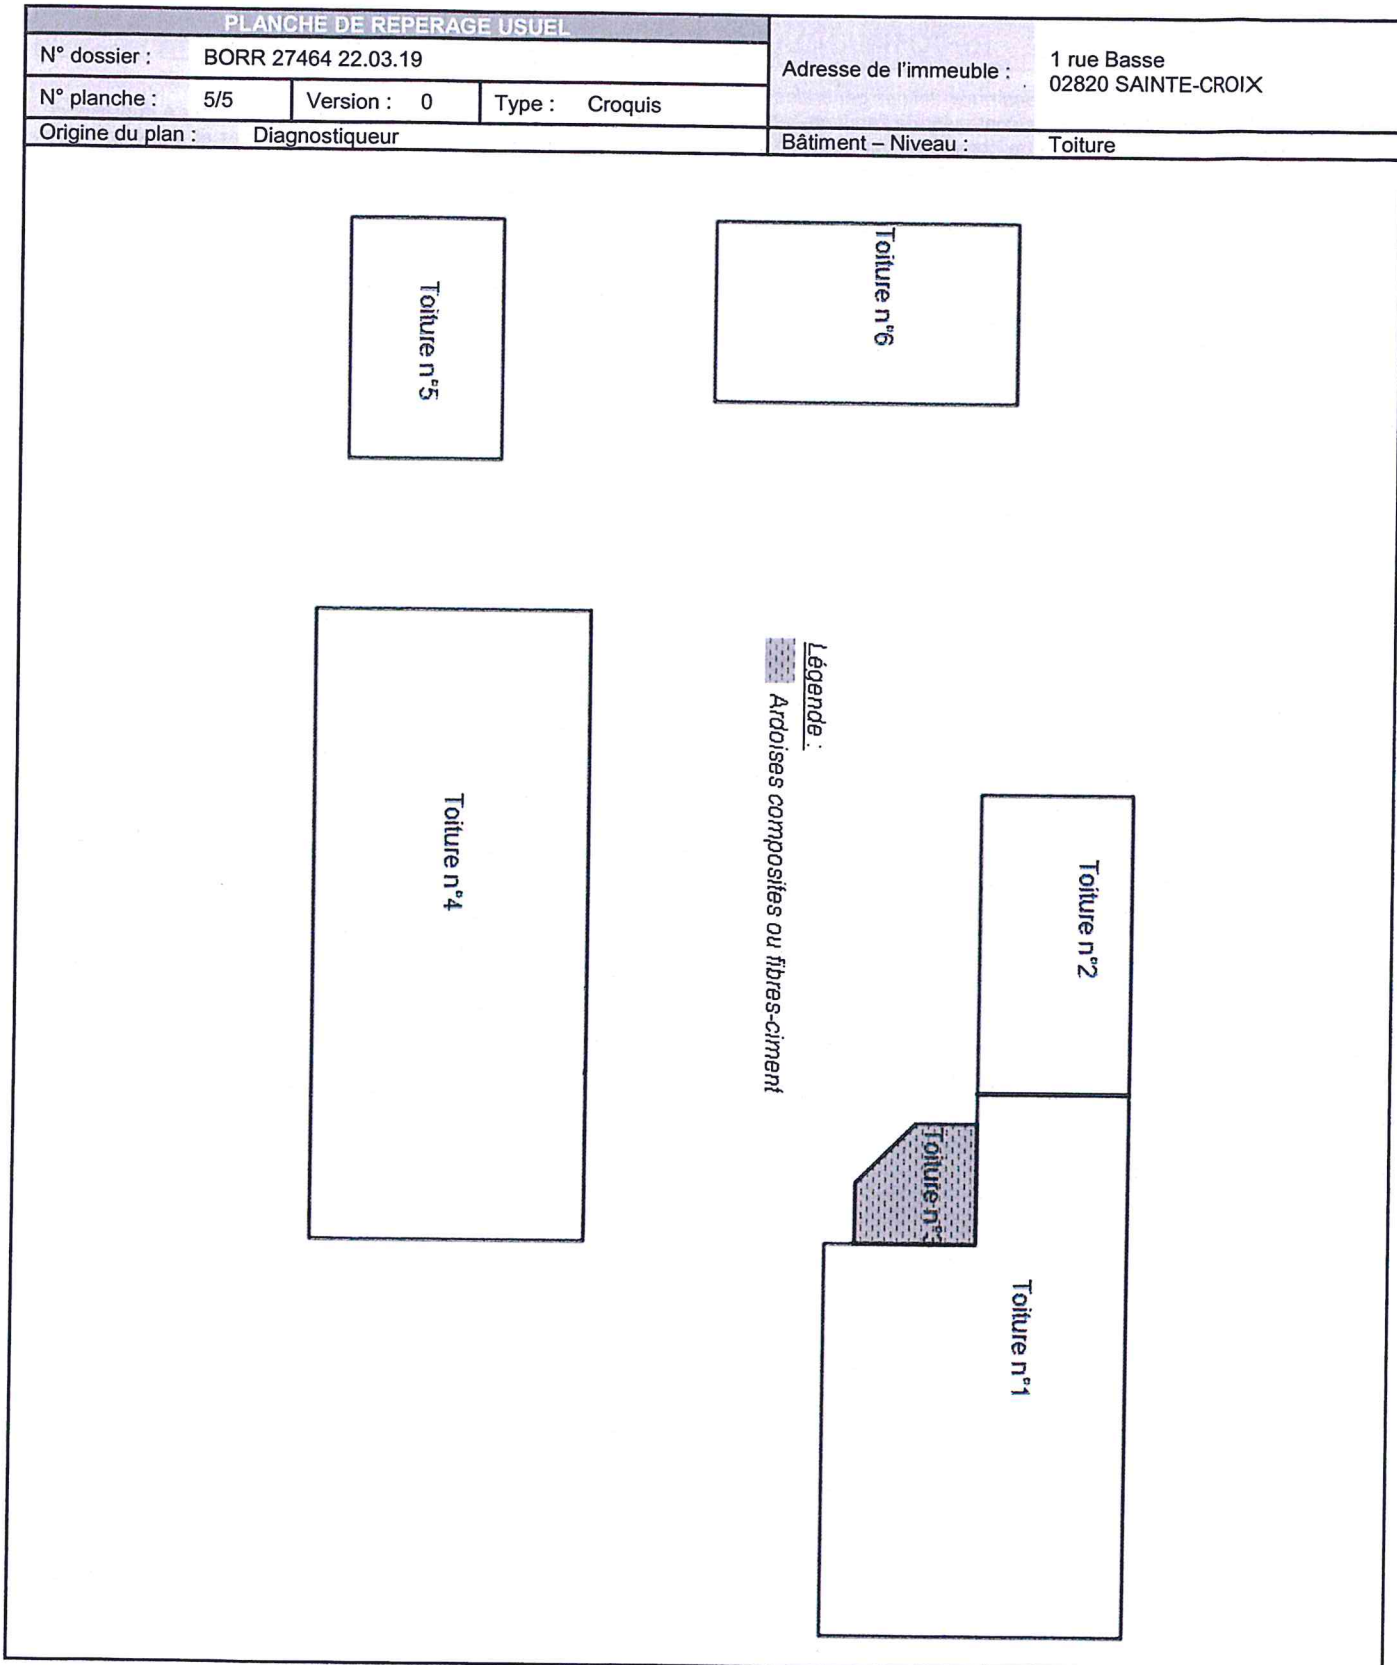 PLANCHE DE REPERAGE USUEL
N° dossier : BORR 27464 22.03.19
Adresse de l'immeuble : 1 rue Basse
02820 SAINTE-CROIX
N° planche : 5/5 Version : 0 Type : Croquis
Origine du plan : Diagnostiqueur
Bâtiment – Niveau : Toiture
Toiture n°5
Toiture n°6
Légende :
Ardoises composites ou fibres-ciment
Toiture n°4
Toiture n°2
Toiture n°3
Toiture n°1